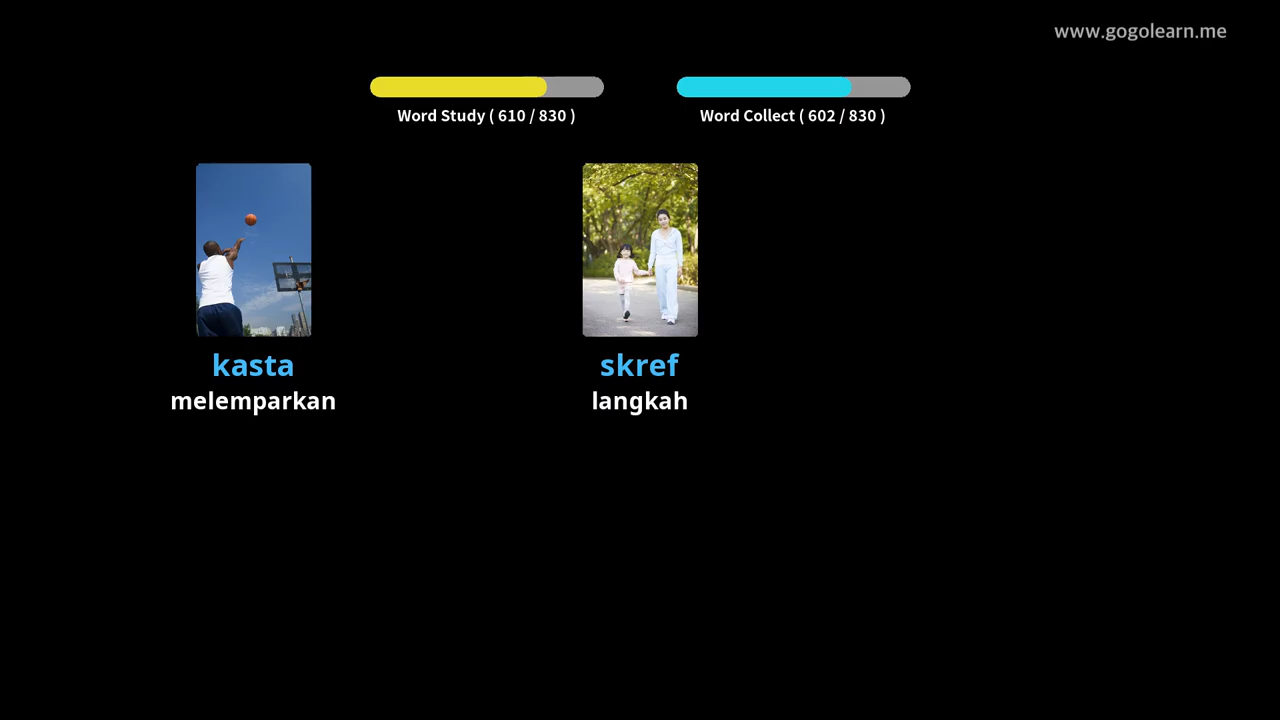 www.gogolearn.me
Word Study ( 610 / 830 )
Word Collect ( 602 / 830 )
kasta
melemparkan
skref
langkah